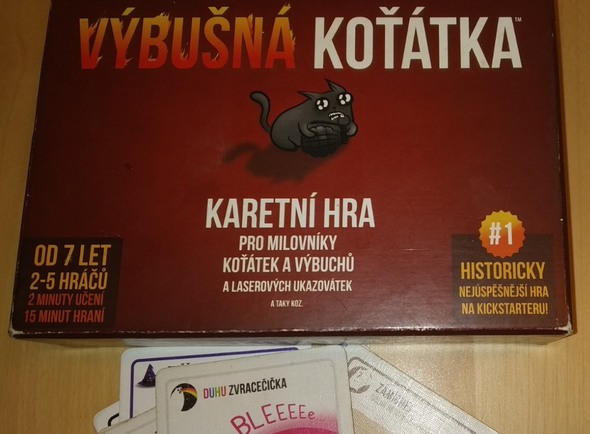 VÝBUŠNÁ KOŤÁTKA™
KARETNÍ HRA
PRO MILOVNÍKY
KOŤÁTEK A VÝBUCHŮ
A LASEROVÝCH UKAZOVÁTEK
A TAKY KOZ.
OD 7 LET
2-5 HRÁČŮ
2 MINUTY UČENÍ
15 MINUT HRANÍ
#1
HISTORICKY
NEJÚSPĚŠNĚJŠÍ HRA
NA KICKSTARTERU!
DUHU ZVRACEČIČKA
BLEEEEe